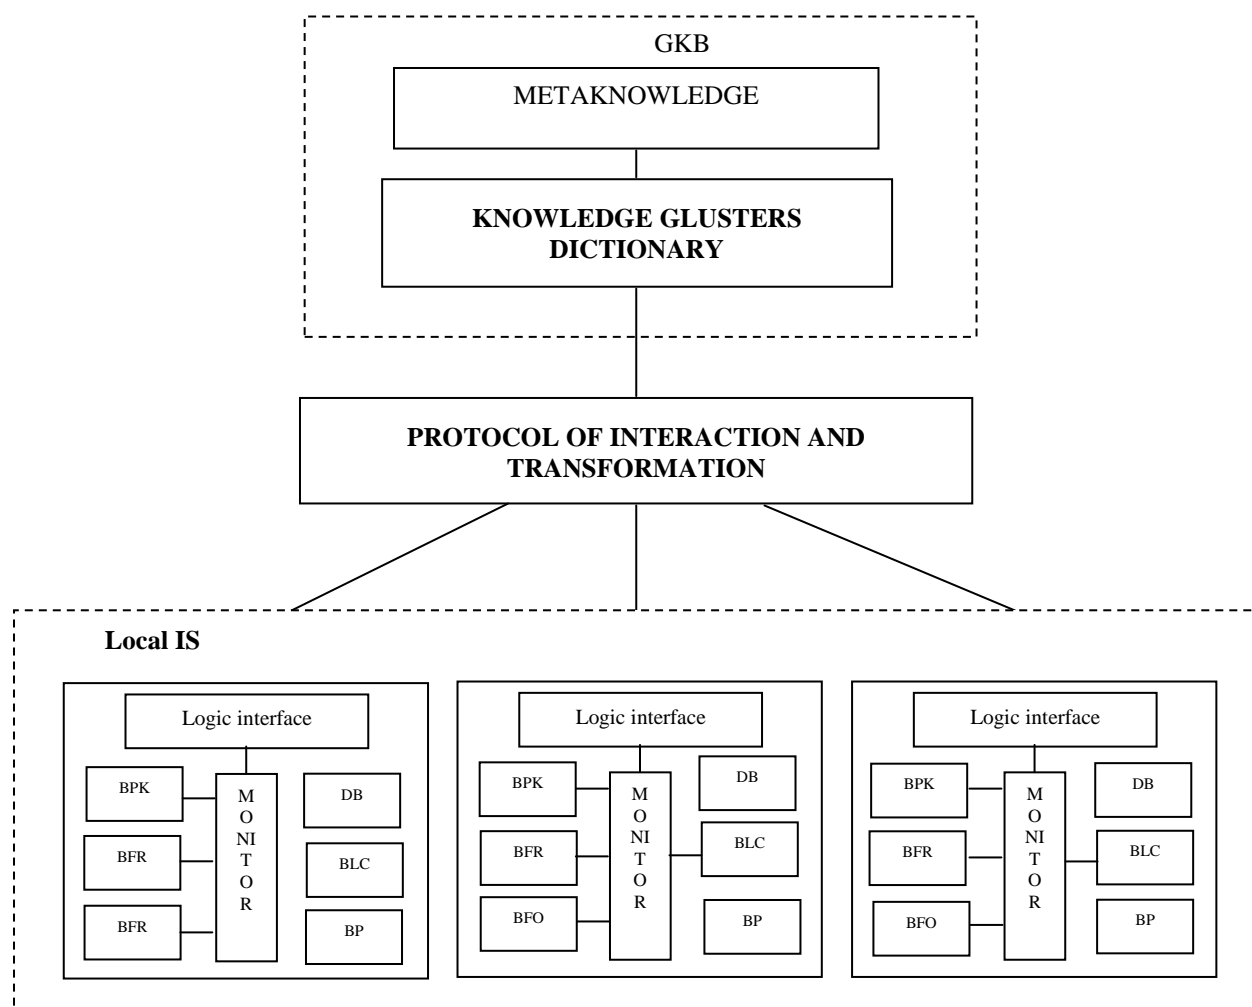 GKB
METAKNOWLEDGE
KNOWLEDGE GLUSTERS
DICTIONARY
PROTOCOL OF INTERACTION AND
TRANSFORMATION
Local IS
Logic interface
BPK
BFR
BFR
M
O
NI
T
O
R
DB
BLC
BP
Logic interface
BPK
BFR
BFO
M
O
NI
T
O
R
DB
BLC
BP
Logic interface
BPK
BFR
BFO
M
O
NI
T
O
R
DB
BLC
BP